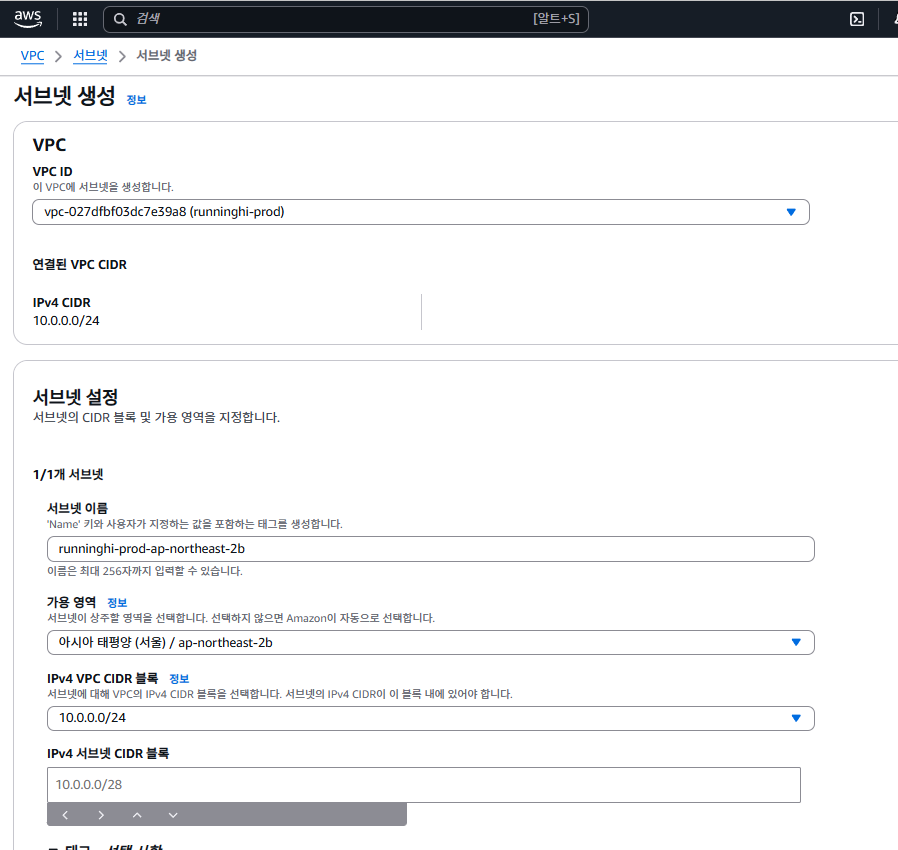 aws
검색 [알트+S]
VPC > 서브넷 > 서브넷 생성
서브넷 생성 정보
VPC
VPC ID
이 VPC에 서브넷을 생성합니다.
vpc-027dfbf03dc7e39a8 (runninghi-prod)
연결된 VPC CIDR
IPv4 CIDR
10.0.0.0/24
서브넷 설정
서브넷의 CIDR 블록 및 가용 영역을 지정합니다.
1/1개 서브넷
서브넷 이름
'Name' 키와 사용자가 지정하는 값을 포함하는 태그를 생성합니다.
runninghi-prod-ap-northeast-2b
이름은 최대 256자까지 입력할 수 있습니다.
가용 영역 정보
서브넷이 상주할 영역을 선택합니다. 선택하지 않으면 Amazon이 자동으로 선택합니다.
아시아 태평양 (서울) / ap-northeast-2b
IPv4 VPC CIDR 블록 정보
서브넷에 대해 VPC의 IPv4 CIDR 블록을 선택합니다. 서브넷의 IPv4 CIDR이 이 블록 내에 있어야 합니다.
10.0.0.0/24
IPv4 서브넷 CIDR 블록
10.0.0.0/28
태그 - 선택 사항